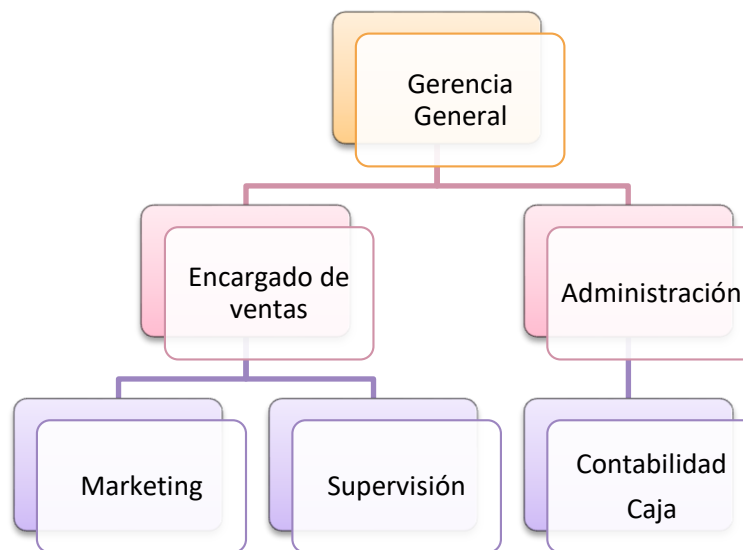 Gerencia
General
Encargado de
ventas
Administración
Marketing
Supervisión
Contabilidad
Caja